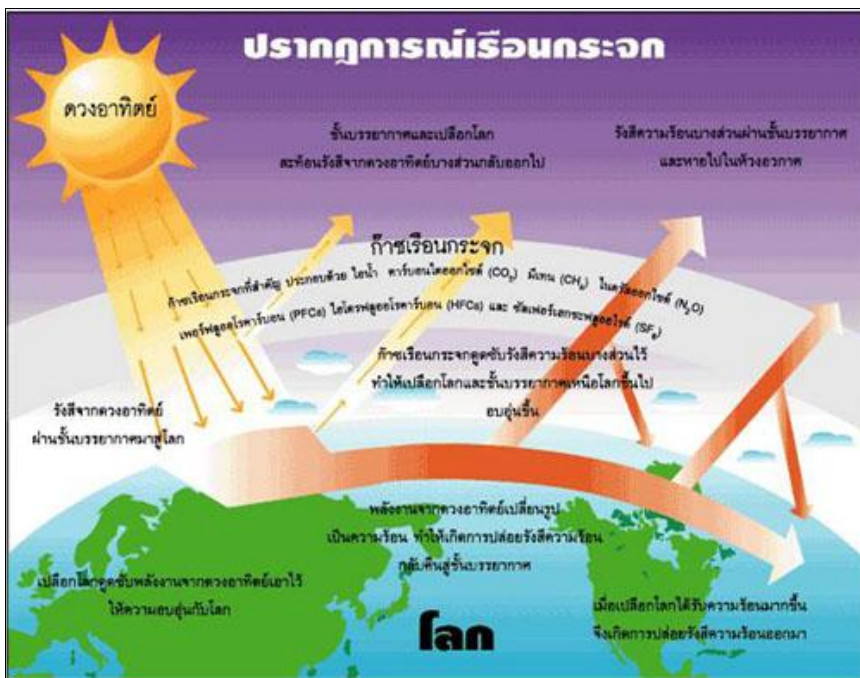 ปรากฏการณ์เรือนกระจก
ดวงอาทิตย์
ชั้นบรรยากาศและเปลือกโลก
สะท้อนรังสีจากดวงอาทิตย์บางส่วนกลับออกไป
รังสีความร้อนบางส่วนผ่านชั้นบรรยากาศ
และหายไปในห้วงอวกาศ
ก๊าซเรือนกระจก
ก๊าซเรือนกระจกที่สำคัญ ประกอบด้วย ไอน้ำ คาร์บอนไดออกไซด์ (CO₂) มีเทน (CH₄) ไนตรัสออกไซด์ (N₂O)
เพอร์ฟลูออโรคาร์บอน (PFCs) ไฮโดรฟลูออโรคาร์บอน (HFCs) และ ซัลเฟอร์เฮกซะฟลูออไรด์ (SF₆)
ก๊าซเรือนกระจกดูดซับรังสีความร้อนบางส่วนไว้
ทำให้เปลือกโลกและชั้นบรรยากาศเหนือโลกขึ้นไป
อบอุ่นขึ้น
รังสีจากดวงอาทิตย์
ผ่านชั้นบรรยากาศมาสู่โลก
พลังงานจากดวงอาทิตย์เปลี่ยนรูป
เป็นความร้อน ทำให้เกิดการปล่อยรังสีความร้อน
กลับคืนสู่ชั้นบรรยากาศ
เปลือกโลกดูดซับพลังงานจากดวงอาทิตย์เอาไว้
ให้ความอบอุ่นกับโลก
เมื่อเปลือกโลกได้รับความร้อนมากขึ้น
จึงเกิดการปล่อยรังสีความร้อนออกมา
โลก